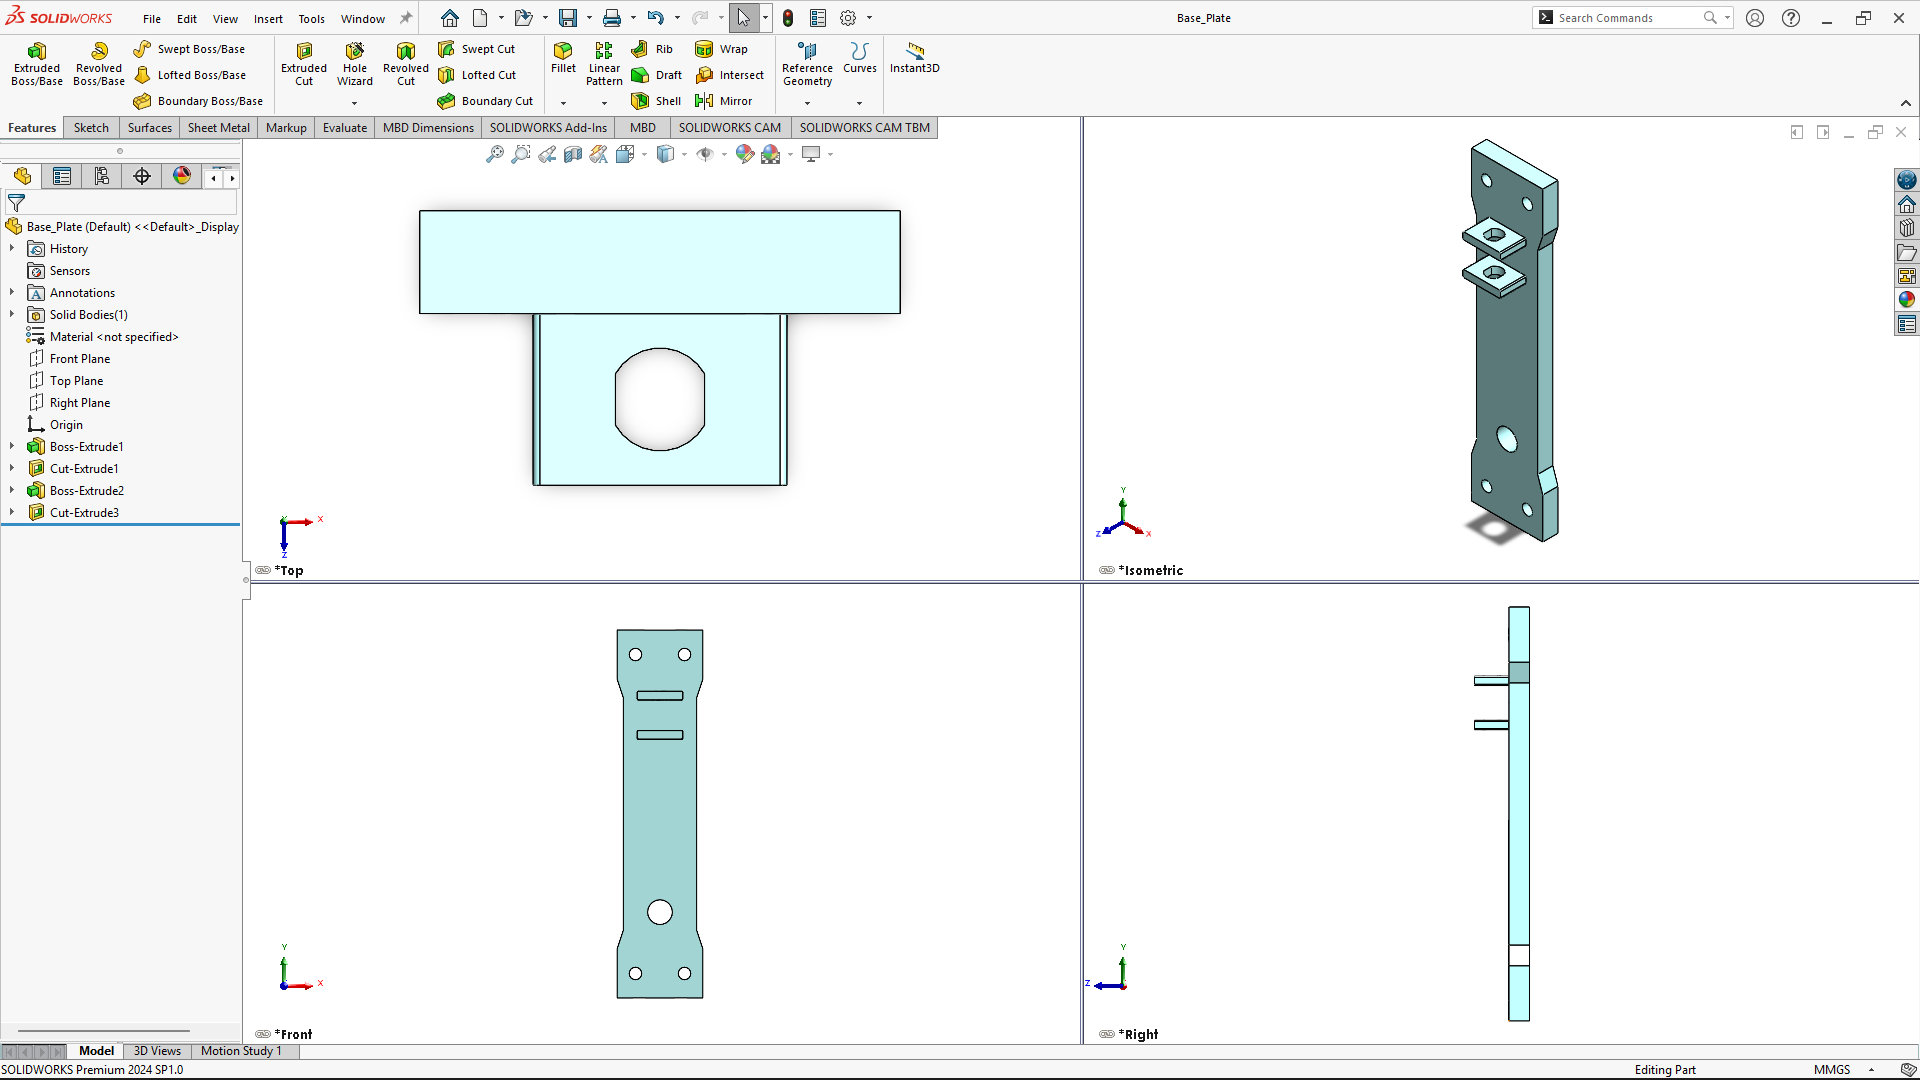 SOLIDWORKS File Edit View Insert Tools Window Base_Plate Search Commands
Extruded Boss/Base
Revolved Boss/Base
Swept Boss/Base
Lofted Boss/Base
Boundary Boss/Base
Extruded Cut
Hole Wizard
Revolved Cut
Swept Cut
Lofted Cut
Boundary Cut
Fillet
Linear Pattern
Rib
Draft
Shell
Wrap
Intersect
Mirror
Reference Geometry
Curves
Instant3D
Features Sketch Surfaces Sheet Metal Markup Evaluate MBD Dimensions SOLIDWORKS Add-Ins MBD SOLIDWORKS CAM SOLIDWORKS CAM TBM
Base_Plate (Default) <<Default>_Display
History
Sensors
Annotations
Solid Bodies(1)
Material <not specified>
Front Plane
Top Plane
Right Plane
Origin
Boss-Extrude1
Cut-Extrude1
Boss-Extrude2
Cut-Extrude3
Y X Z
*Top
Y Z X
*Isometric
Y X
*Front
Y Z
*Right
Model 3D Views Motion Study 1
SOLIDWORKS Premium 2024 SP1.0 Editing Part MMGS